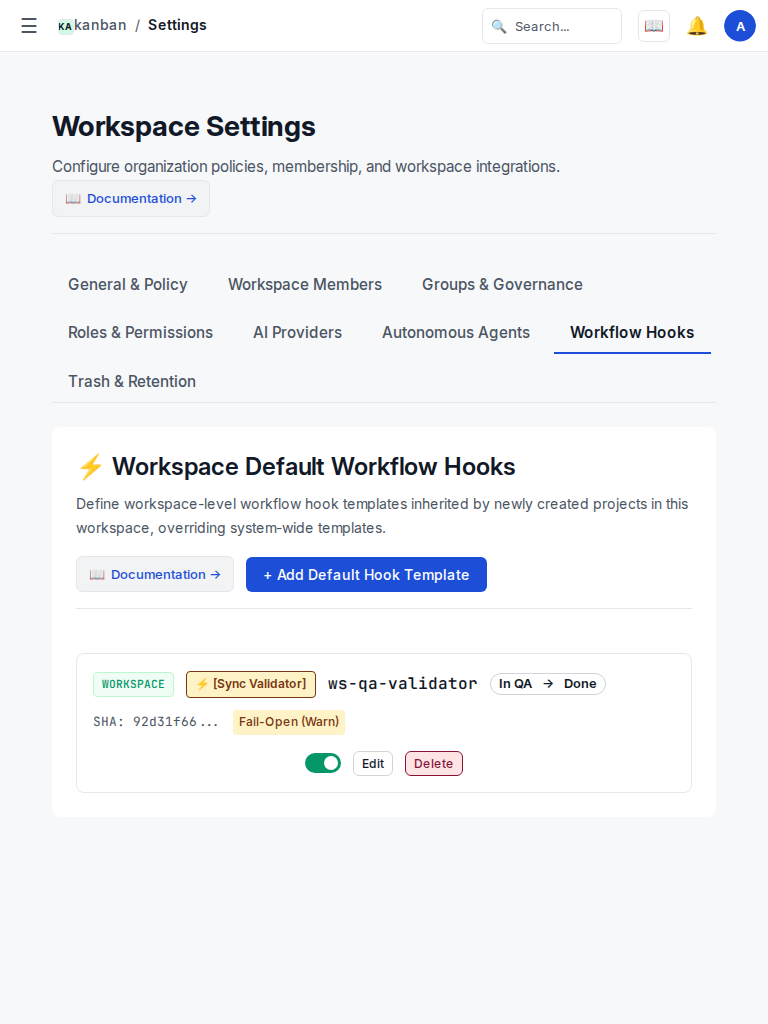 ☰ KA kanban / Settings 🔍 Search... 📖 🔔 A
Workspace Settings
Configure organization policies, membership, and workspace integrations.
📖 Documentation →
General & Policy Workspace Members Groups & Governance
Roles & Permissions AI Providers Autonomous Agents Workflow Hooks
Trash & Retention
⚡ Workspace Default Workflow Hooks
Define workspace-level workflow hook templates inherited by newly created projects in this
workspace, overriding system-wide templates.
📖 Documentation → + Add Default Hook Template
WORKSPACE ⚡ [Sync Validator] ws-qa-validator In QA → Done
SHA: 92d31f66... Fail-Open (Warn)
Edit Delete